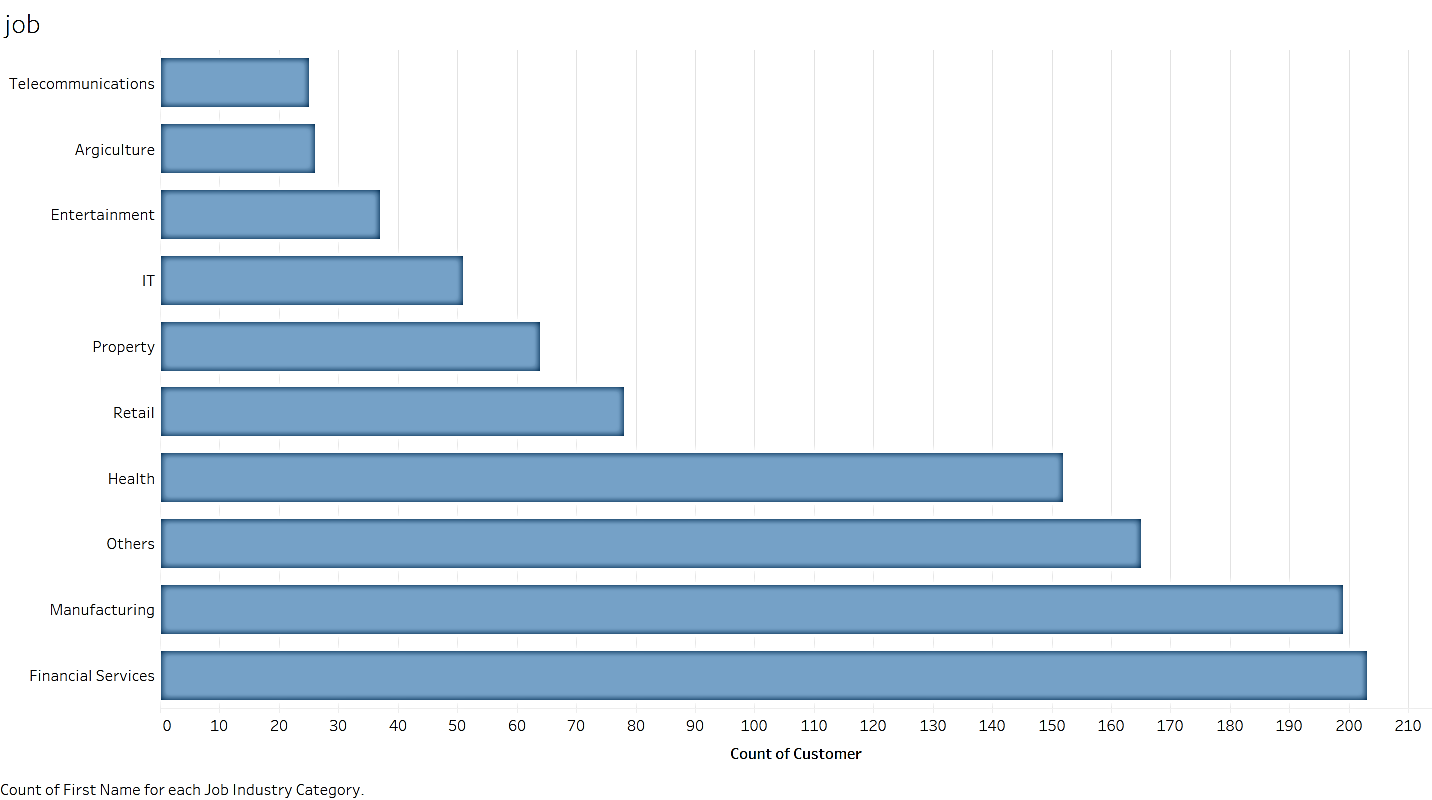 job
Telecommunications
Argiculture
Entertainment
IT
Property
Retail
Health
Others
Manufacturing
Financial Services
0 10 20 30 40 50 60 70 80 90 100 110 120 130 140 150 160 170 180 190 200 210
Count of Customer
Count of First Name for each Job Industry Category.